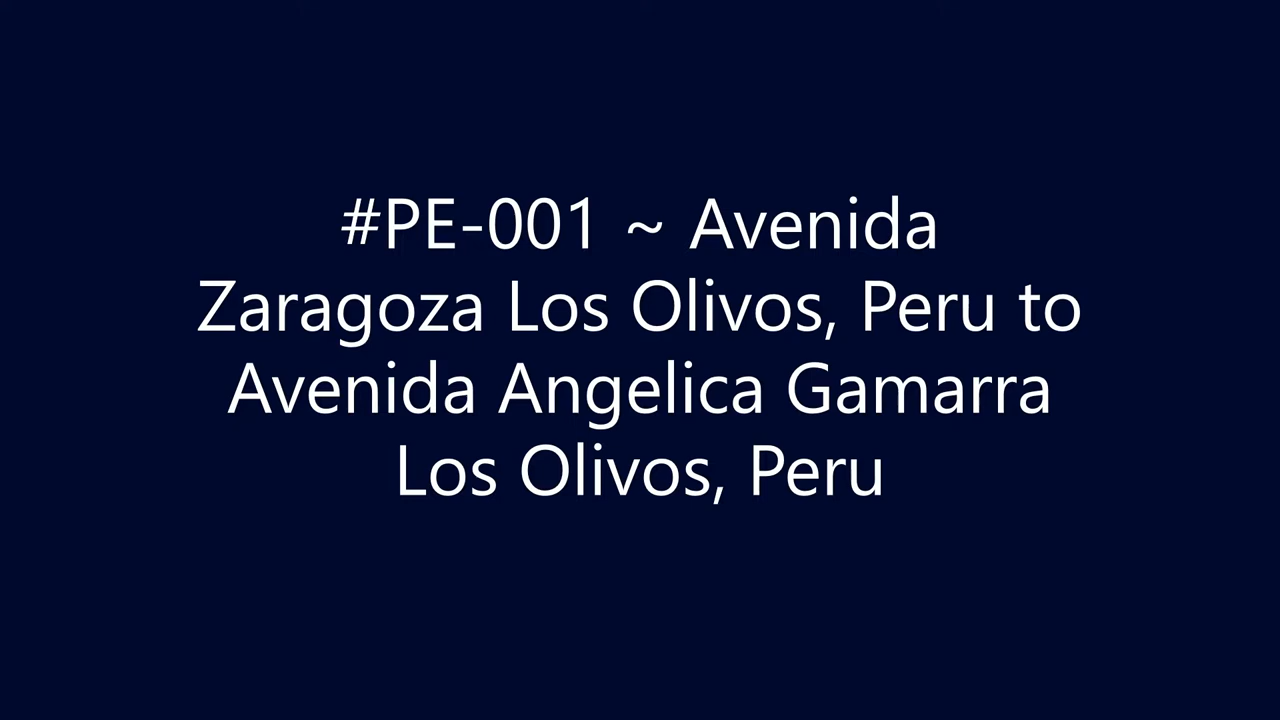 #PE-001 ~ Avenida
Zaragoza Los Olivos, Peru to
Avenida Angelica Gamarra
Los Olivos, Peru